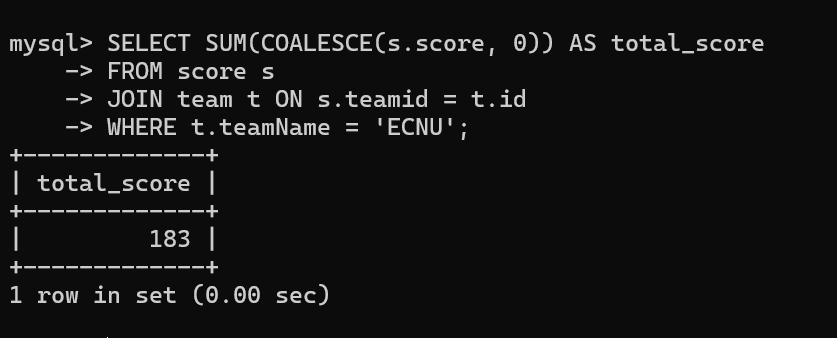 mysql> SELECT SUM(COALESCE(s.score, 0)) AS total_score
    -> FROM score s
    -> JOIN team t ON s.teamid = t.id
    -> WHERE t.teamName = 'ECNU';
+-------------+
| total_score |
+-------------+
|         183 |
+-------------+
1 row in set (0.00 sec)